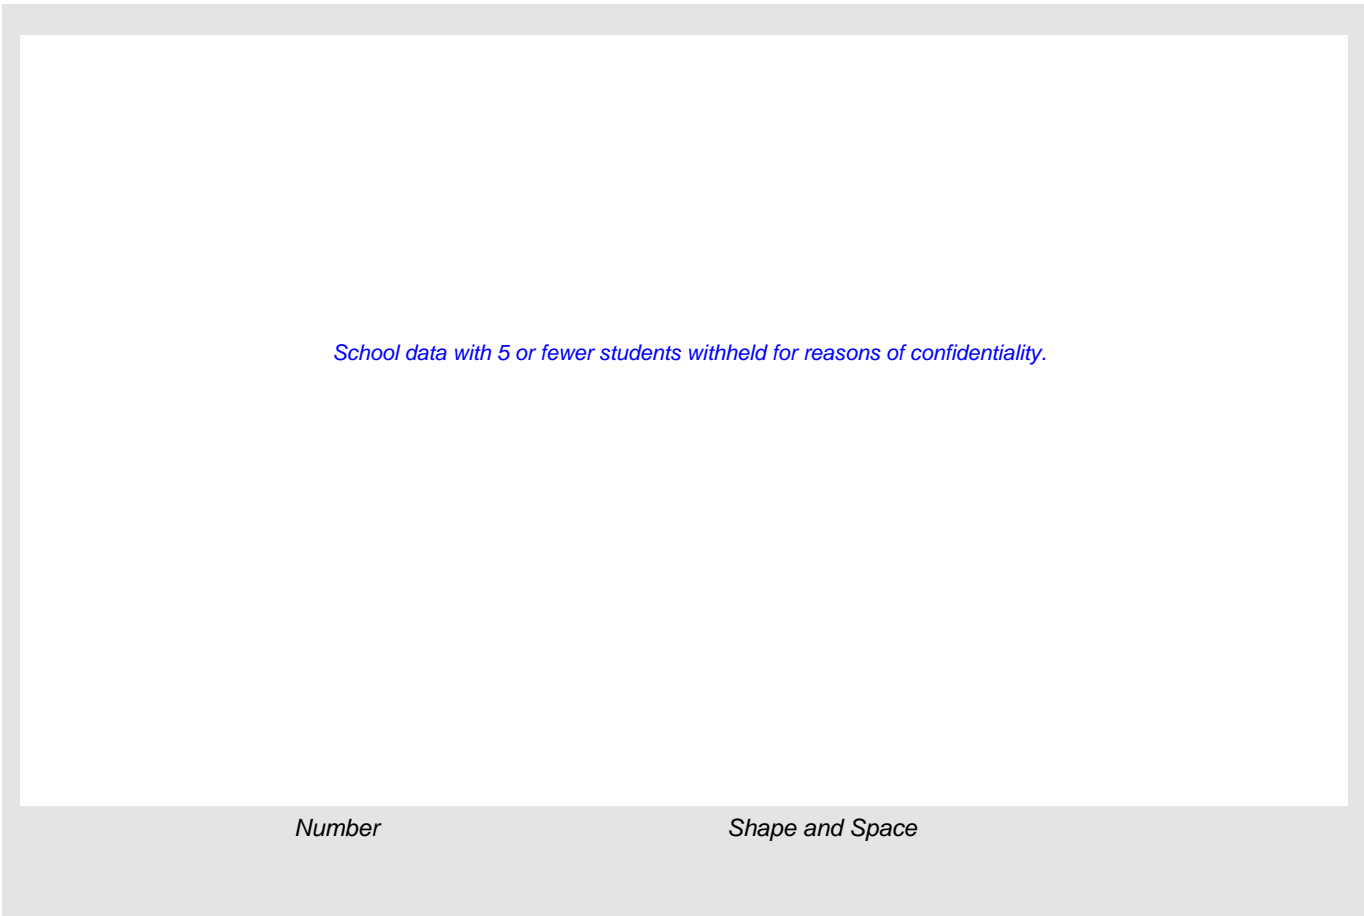 School data with 5 or fewer students withheld for reasons of confidentiality.
Number Shape and Space